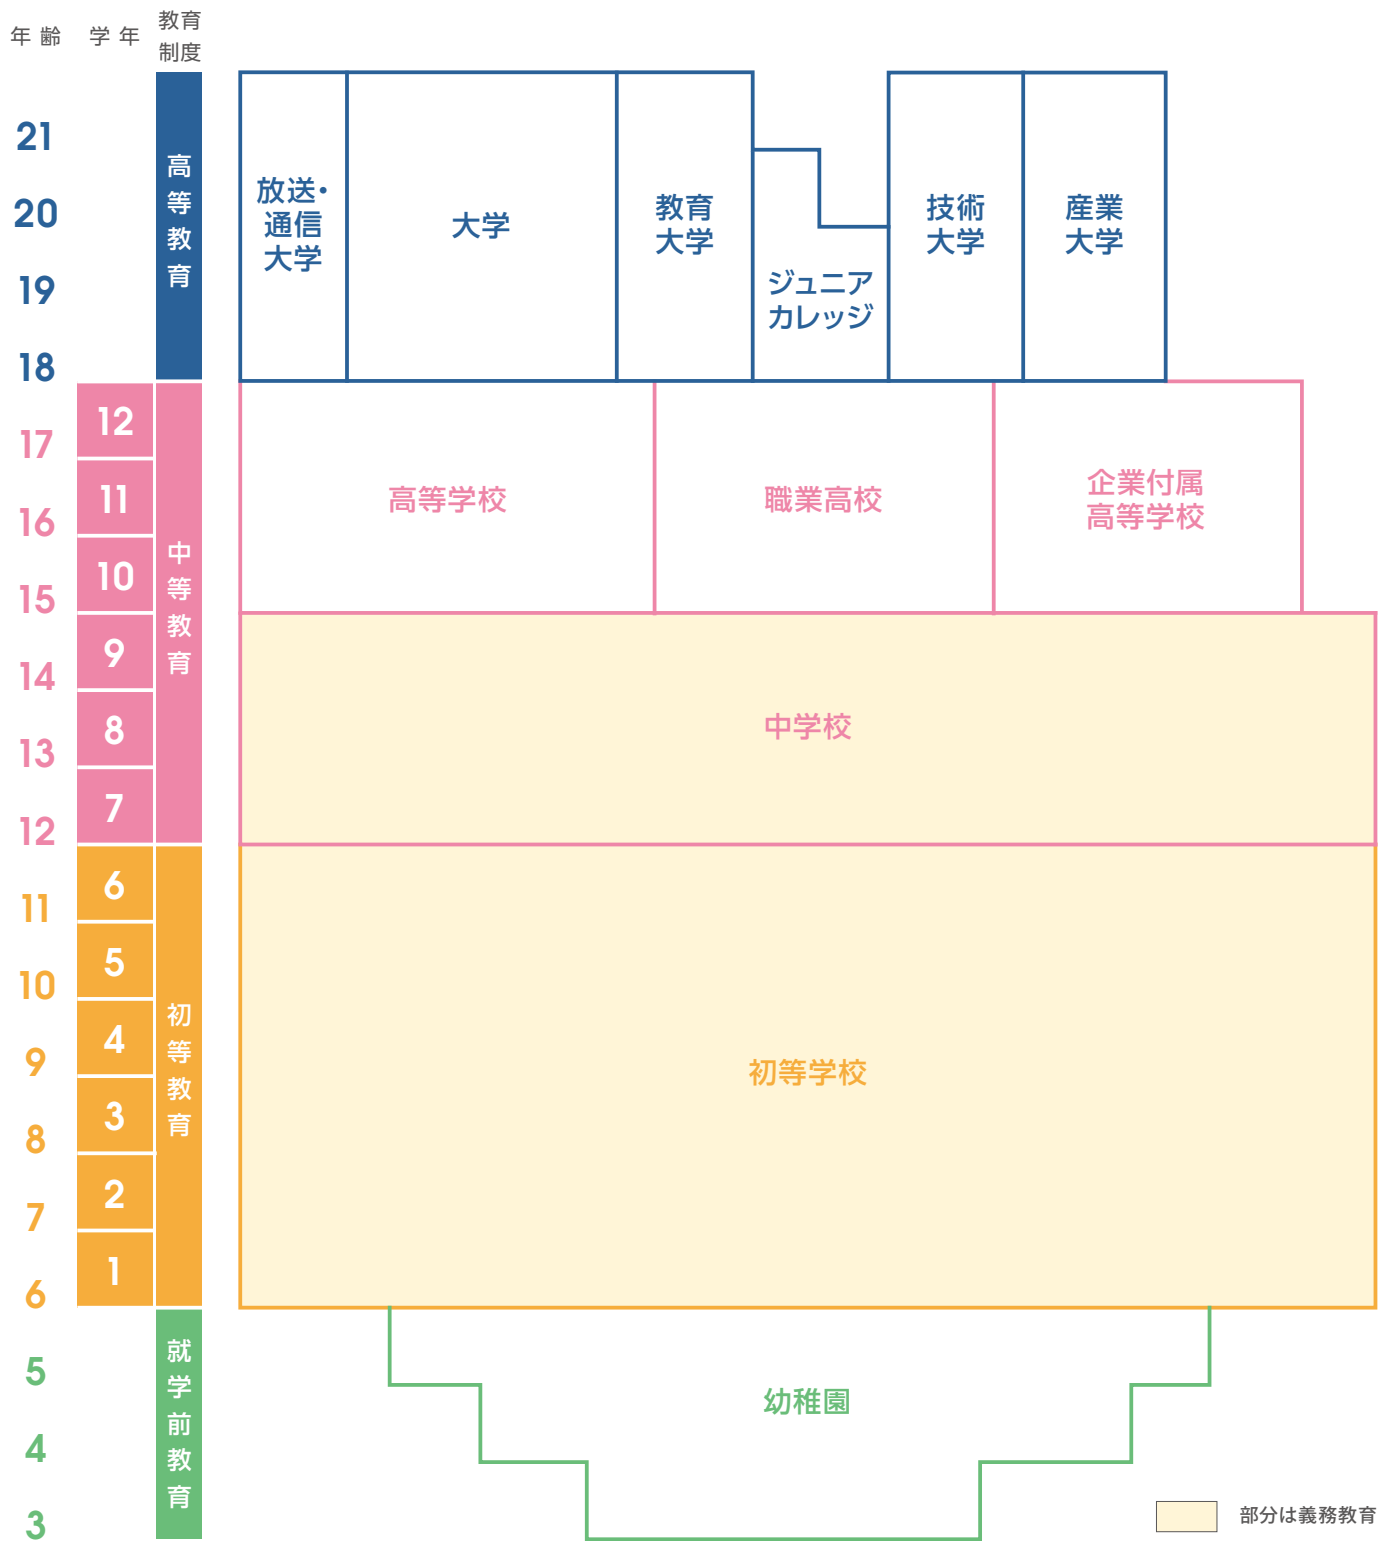 年齢
学年
教育
制度
21
20
19
18
17
16
15
14
13
12
11
10
9
8
7
6
5
4
3
12
11
10
9
8
7
6
5
4
3
2
1
高等教育
中等教育
初等教育
就学前教育
放送・
通信
大学
大学
教育
大学
ジュニア
カレッジ
技術
大学
産業
大学
高等学校
職業高校
企業付属
高等学校
中学校
初等学校
幼稚園
部分は義務教育